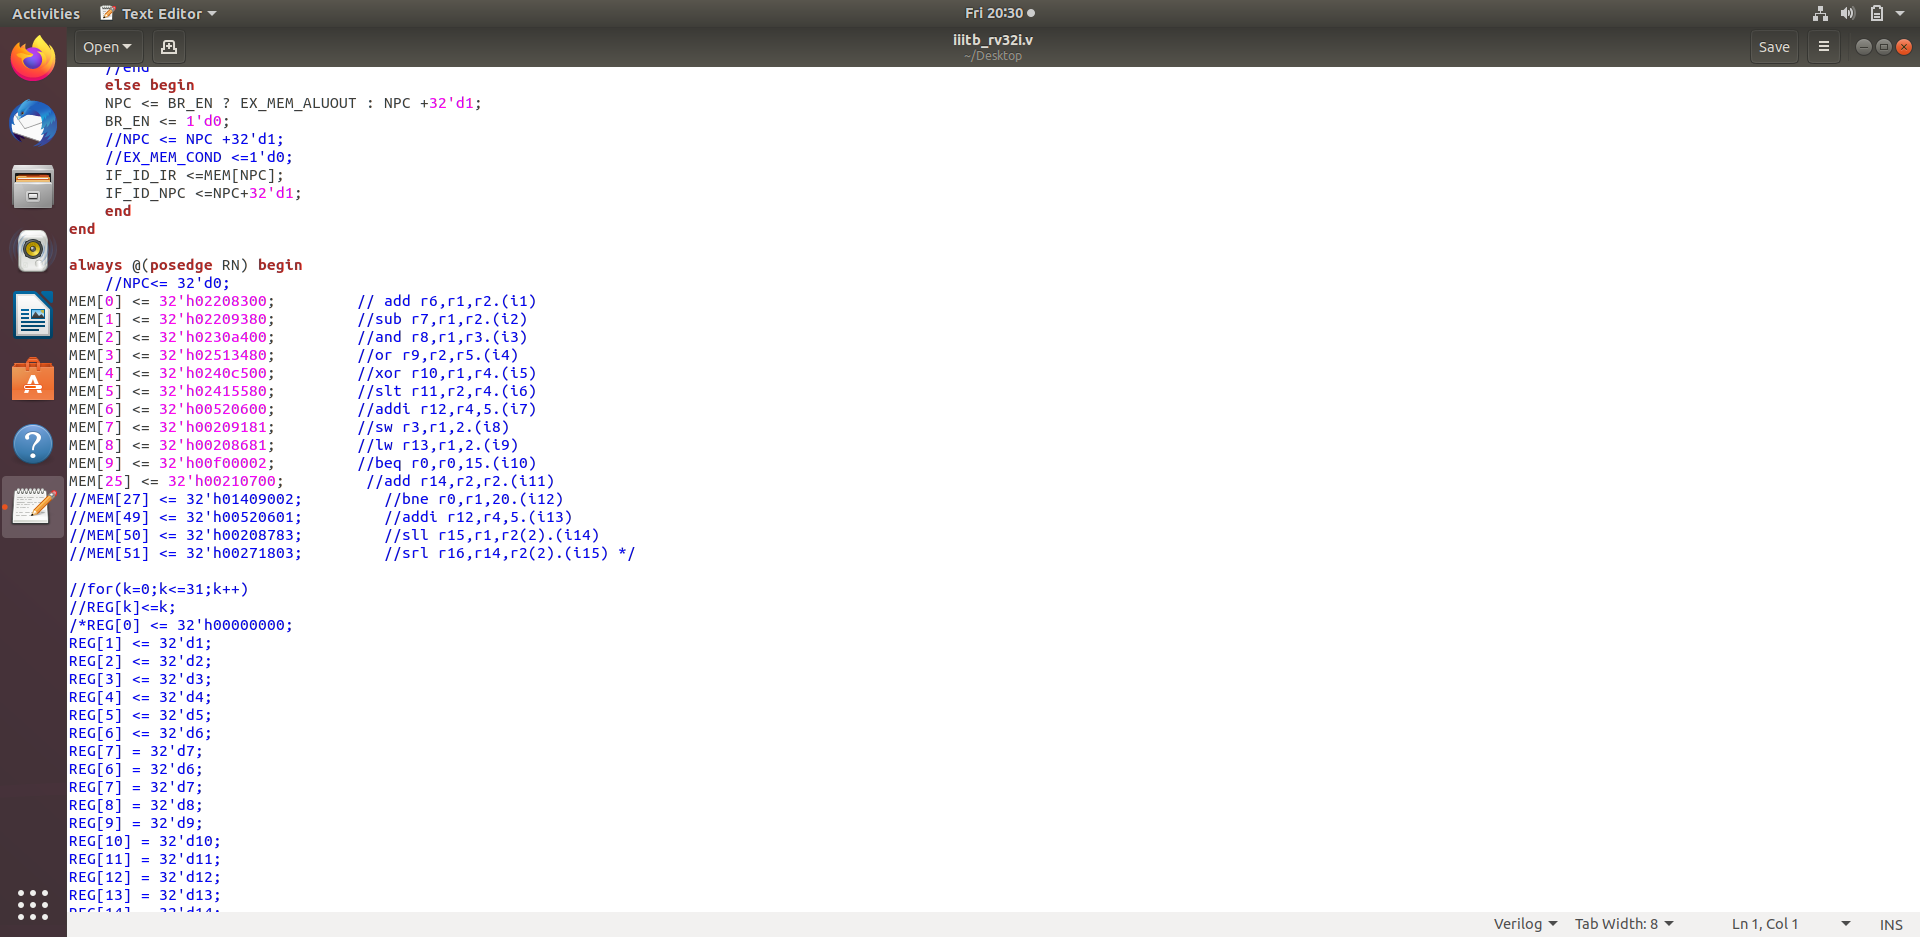 Activities Text Editor Fri 20:30
Open iiitb_rv32i.v Save
~/Desktop
//end
else begin
NPC <= BR_EN ? EX_MEM_ALUOUT : NPC +32'd1;
BR_EN <= 1'd0;
//NPC <= NPC +32'd1;
//EX_MEM_COND <=1'd0;
IF_ID_IR <=MEM[NPC];
IF_ID_NPC <=NPC+32'd1;
end
end
always @(posedge RN) begin
//NPC<= 32'd0;
MEM[0] <= 32'h02208300; // add r6,r1,r2.(i1)
MEM[1] <= 32'h02209380; //sub r7,r1,r2.(i2)
MEM[2] <= 32'h0230a400; //and r8,r1,r3.(i3)
MEM[3] <= 32'h02513480; //or r9,r2,r5.(i4)
MEM[4] <= 32'h0240c500; //xor r10,r1,r4.(i5)
MEM[5] <= 32'h02415580; //slt r11,r2,r4.(i6)
MEM[6] <= 32'h00520600; //addi r12,r4,5.(i7)
MEM[7] <= 32'h00209181; //sw r3,r1,2.(i8)
MEM[8] <= 32'h00208681; //lw r13,r1,2.(i9)
MEM[9] <= 32'h00f00002; //beq r0,r0,15.(i10)
MEM[25] <= 32'h00210700; //add r14,r2,r2.(i11)
//MEM[27] <= 32'h01409002; //bne r0,r1,20.(i12)
//MEM[49] <= 32'h00520601; //addi r12,r4,5.(i13)
//MEM[50] <= 32'h00208783; //sll r15,r1,r2(2).(i14)
//MEM[51] <= 32'h00271803; //srl r16,r14,r2(2).(i15) */
//for(k=0;k<=31;k++)
//REG[k]<=k;
/*REG[0] <= 32'h00000000;
REG[1] <= 32'd1;
REG[2] <= 32'd2;
REG[3] <= 32'd3;
REG[4] <= 32'd4;
REG[5] <= 32'd5;
REG[6] <= 32'd6;
REG[7] = 32'd7;
REG[6] = 32'd6;
REG[7] = 32'd7;
REG[8] = 32'd8;
REG[9] = 32'd9;
REG[10] = 32'd10;
REG[11] = 32'd11;
REG[12] = 32'd12;
REG[13] = 32'd13;
REG[14] = 32'd14;
Verilog Tab Width: 8 Ln 1, Col 1 INS